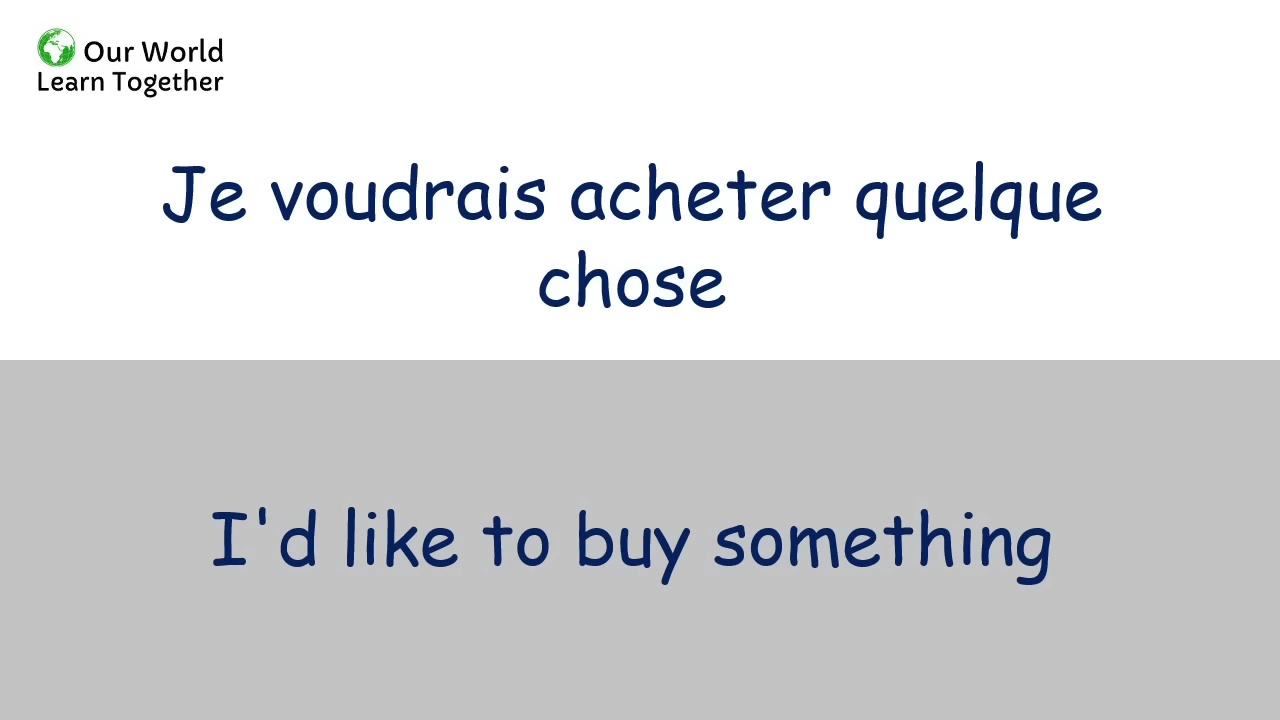 Our World
Learn Together
Je voudrais acheter quelque
chose
I'd like to buy something